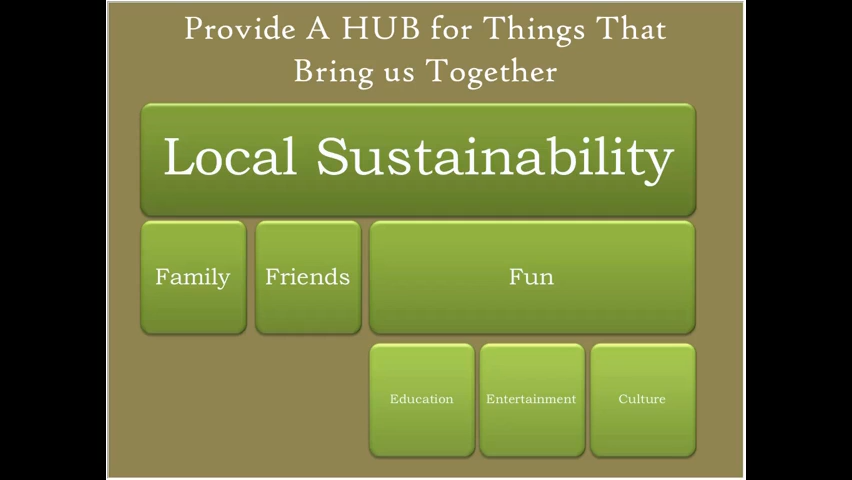 Provide A HUB for Things That
Bring us Together
Local Sustainability
Family
Friends
Fun
Education
Entertainment
Culture